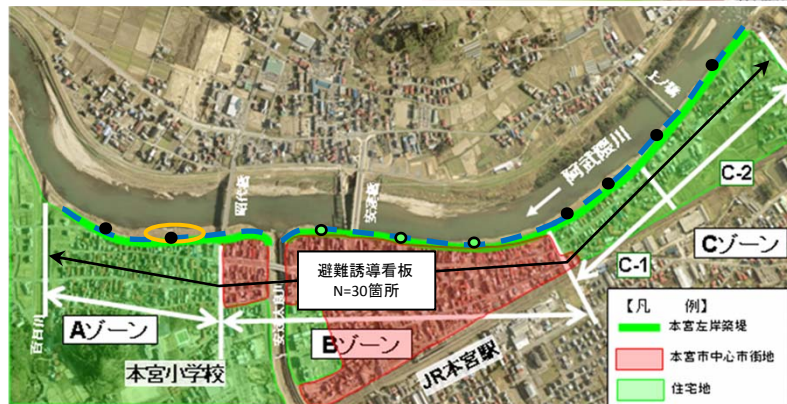 上ノ橋
阿武隈川
昭代橋
安達橋
C-2
Cゾーン
C-1
避難誘導看板
N=30箇所
Aゾーン
百日川
安達太良川
Bゾーン
本宮小学校
JR本宮駅
【凡 例】
本宮左岸築堤
本宮市中心市街地
住宅地